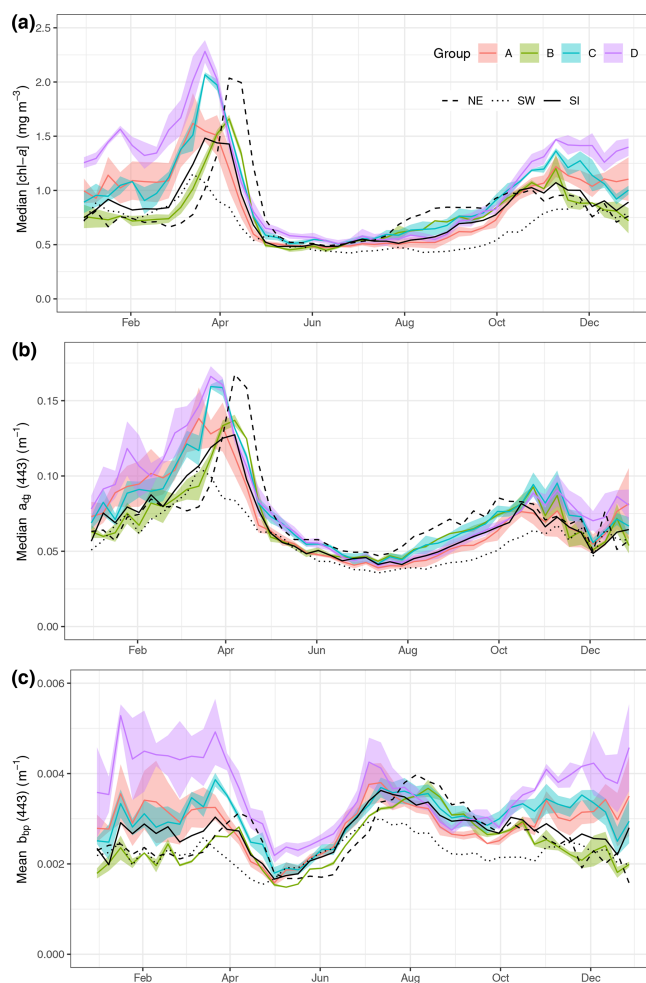 (a)
2.5
2.0
1.5
1.0
0.5
0.0
Median [chl−a] (mg m−3)
Group A B C D
NE SW SI
Feb Apr Jun Aug Oct Dec
(b)
0.15
0.10
0.05
0.00
Median aφ (443) (m−1)
Feb Apr Jun Aug Oct Dec
(c)
0.006
0.004
0.002
0.000
Mean bbp (443) (m−1)
Feb Apr Jun Aug Oct Dec